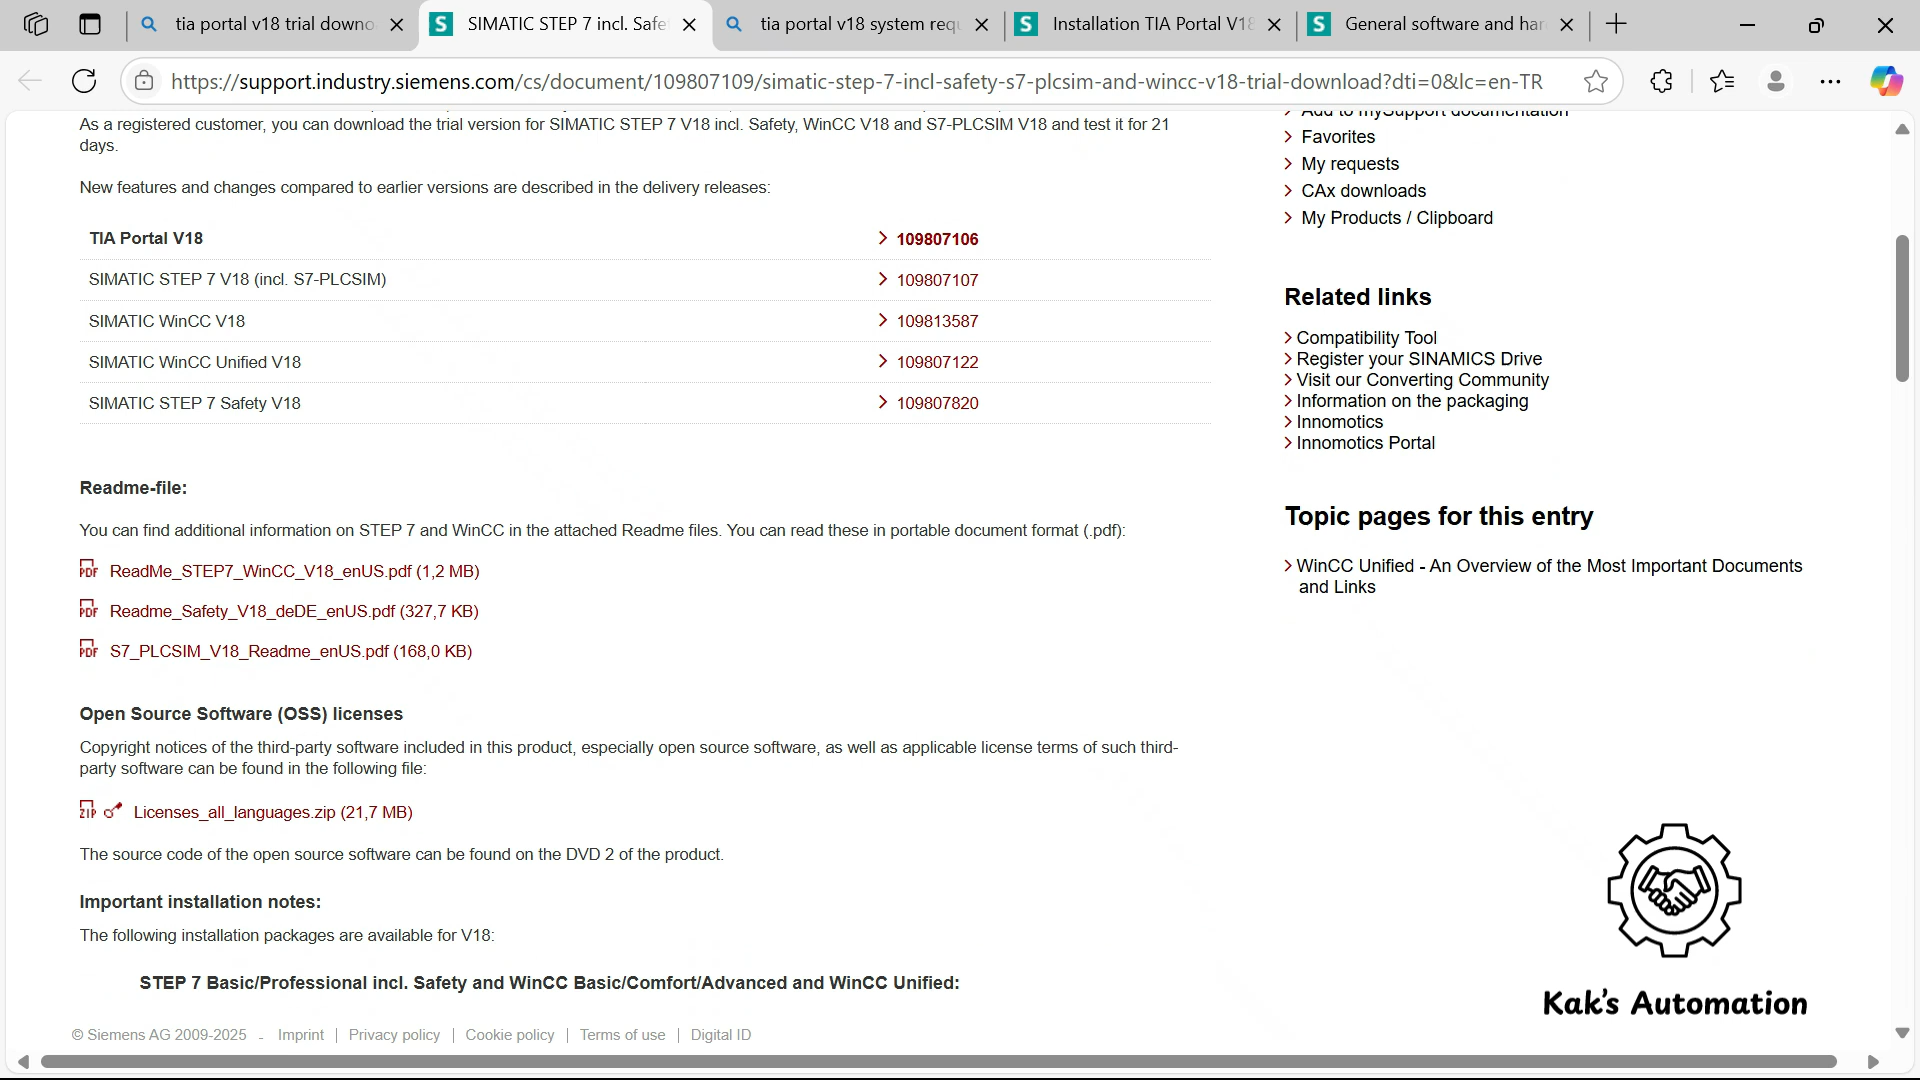 tia portal v18 trial downo
SIMATIC STEP 7 incl. Safe
tia portal v18 system requ
Installation TIA Portal V18
General software and har
https://support.industry.siemens.com/cs/document/109807109/simatic-step-7-incl-safety-s7-plcsim-and-wincc-v18-trial-download?dti=0&lc=en-TR
As a registered customer, you can download the trial version for SIMATIC STEP 7 V18 incl. Safety, WinCC V18 and S7-PLCSIM V18 and test it for 21
days.
New features and changes compared to earlier versions are described in the delivery releases:
TIA Portal V18 > 109807106
SIMATIC STEP 7 V18 (incl. S7-PLCSIM) > 109807107
SIMATIC WinCC V18 > 109813587
SIMATIC WinCC Unified V18 > 109807122
SIMATIC STEP 7 Safety V18 > 109807820
Readme-file:
You can find additional information on STEP 7 and WinCC in the attached Readme files. You can read these in portable document format (.pdf):
PDF ReadMe_STEP7_WinCC_V18_enUS.pdf (1,2 MB)
PDF Readme_Safety_V18_deDE_enUS.pdf (327,7 KB)
PDF S7_PLCSIM_V18_Readme_enUS.pdf (168,0 KB)
Open Source Software (OSS) licenses
Copyright notices of the third-party software included in this product, especially open source software, as well as applicable license terms of such third-
party software can be found in the following file:
ZIP Licenses_all_languages.zip (21,7 MB)
The source code of the open source software can be found on the DVD 2 of the product.
Important installation notes:
The following installation packages are available for V18:
STEP 7 Basic/Professional incl. Safety and WinCC Basic/Comfort/Advanced and WinCC Unified:
> Add to mySupport documentation
> Favorites
> My requests
> CAx downloads
> My Products / Clipboard
Related links
> Compatibility Tool
> Register your SINAMICS Drive
> Visit our Converting Community
> Information on the packaging
> Innomotics
> Innomotics Portal
Topic pages for this entry
> WinCC Unified - An Overview of the Most Important Documents
and Links
Kak's Automation
© Siemens AG 2009-2025 - Imprint | Privacy policy | Cookie policy | Terms of use | Digital ID